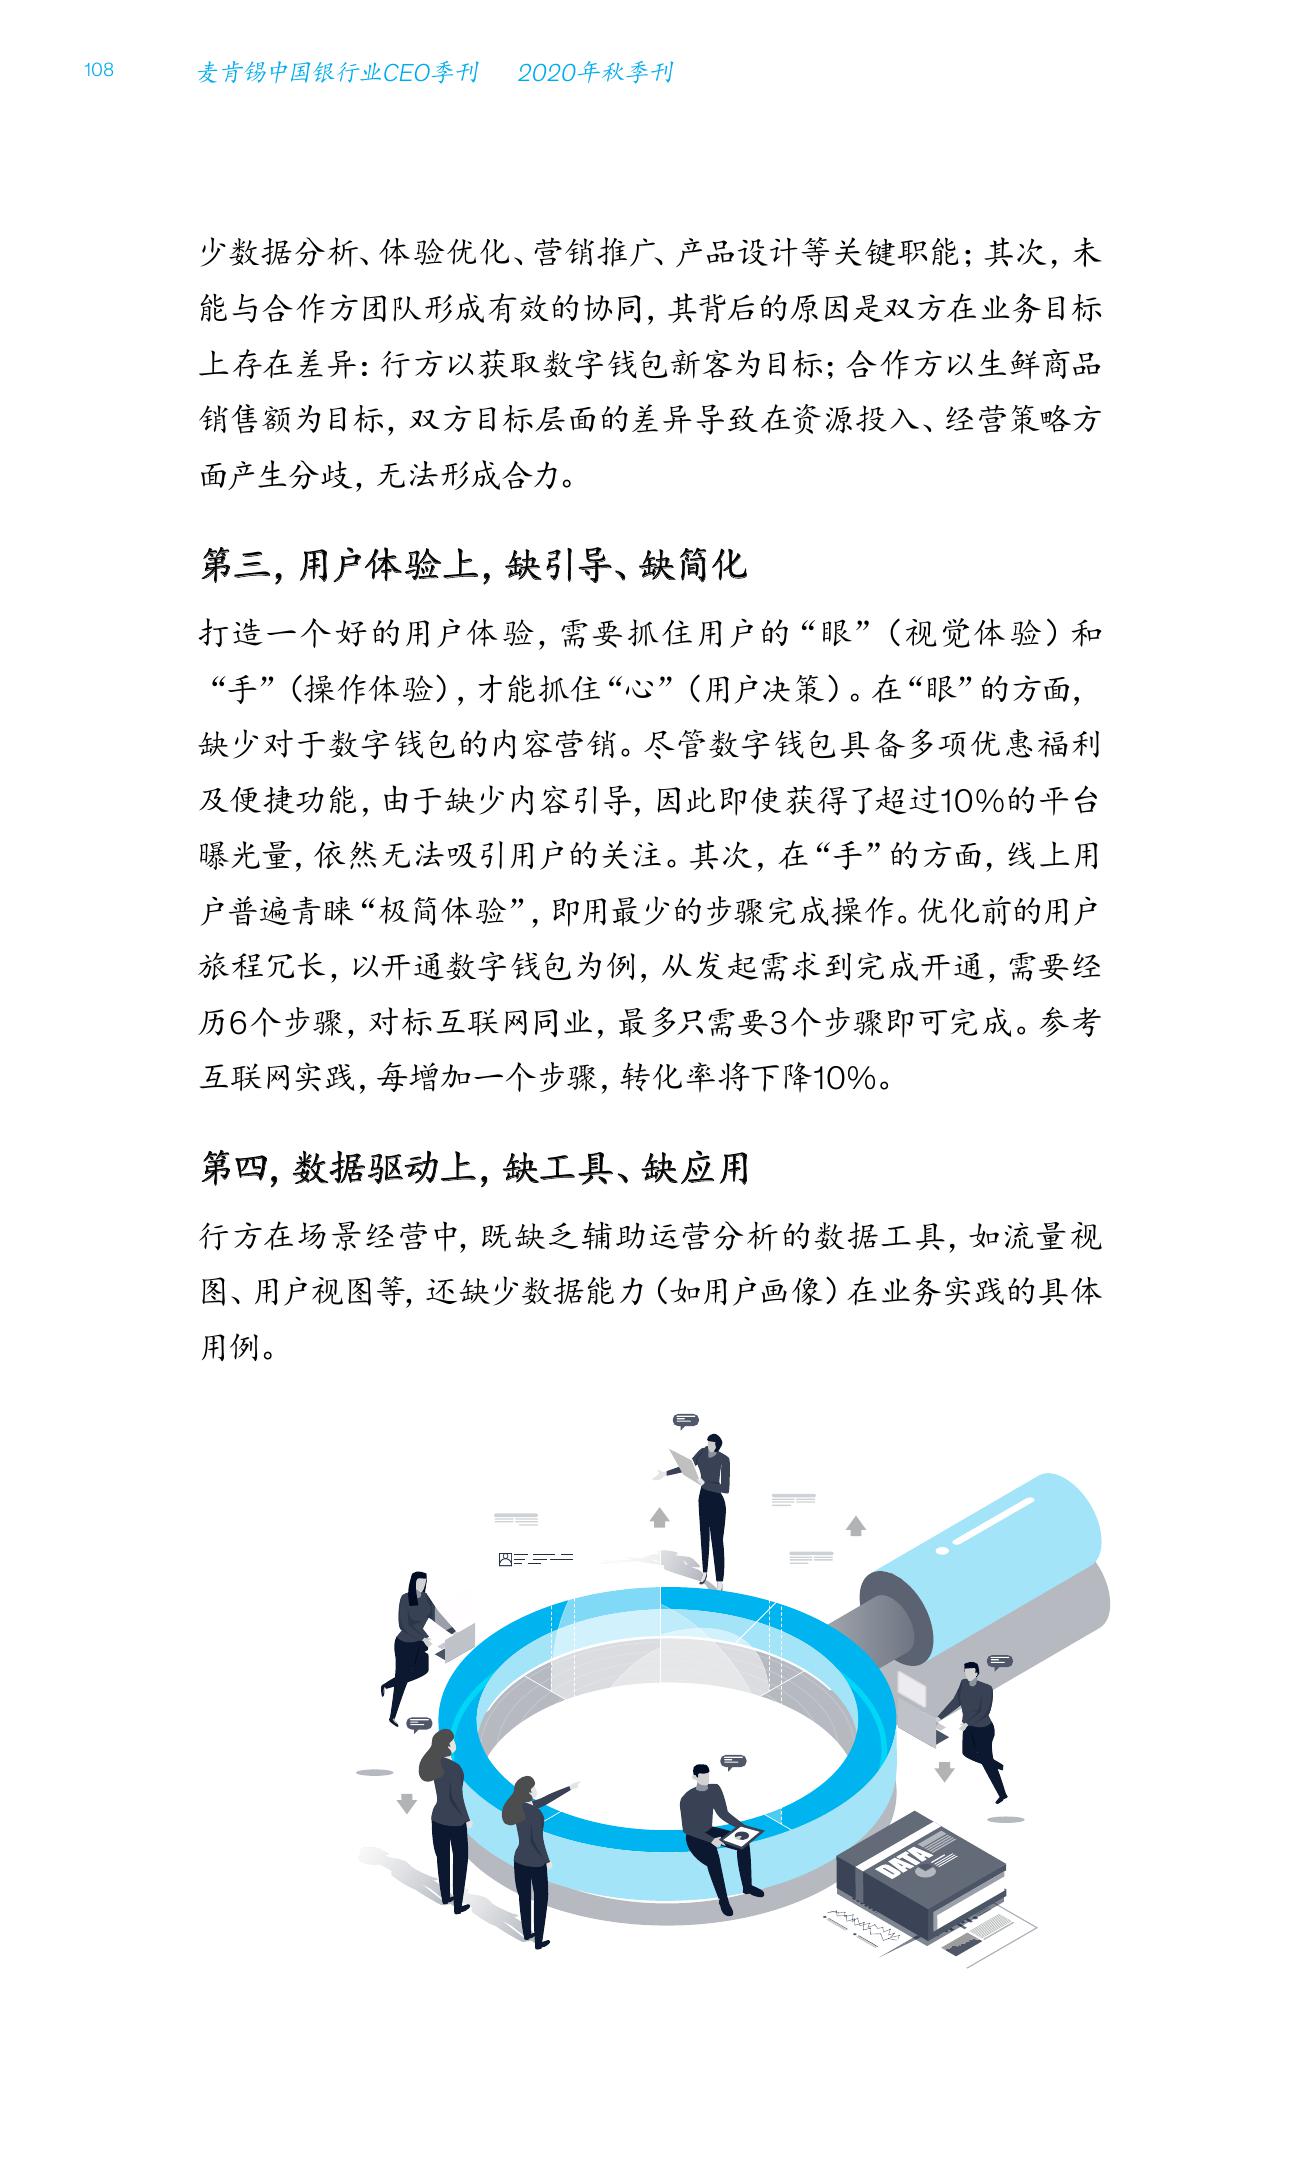 108 麦肯锡中国银行业CEO季刊 2020年秋季刊
少数据分析、体验优化、营销推广、产品设计等关键职能；其次，未
能与合作方团队形成有效的协同，其背后的原因是双方在业务目标
上存在差异：行方以获取数字钱包新客为目标；合作方以生鲜商品
销售额为目标，双方目标层面的差异导致在资源投入、经营策略方
面产生分歧，无法形成合力。
第三，用户体验上，缺引导、缺简化
打造一个好的用户体验，需要抓住用户的“眼”（视觉体验）和
“手”（操作体验），才能抓住“心”（用户决策）。在“眼”的方面，
缺少对于数字钱包的内容营销。尽管数字钱包具备多项优惠福利
及便捷功能，由于缺少内容引导，因此即使获得了超过10%的平台
曝光量，依然无法吸引用户的关注。其次，在“手”的方面，线上用
户普遍青睐“极简体验”，即用最少的步骤完成操作。优化前的用户
旅程冗长，以开通数字钱包为例，从发起需求到完成开通，需要经
历6个步骤，对标互联网同业，最多只需要3个步骤即可完成。参考
互联网实践，每增加一个步骤，转化率将下降10%。
第四，数据驱动上，缺工具、缺应用
行方在场景经营中，既缺乏辅助运营分析的数据工具，如流量视
图、用户视图等，还缺少数据能力（如用户画像）在业务实践的具体
用例。
DATA